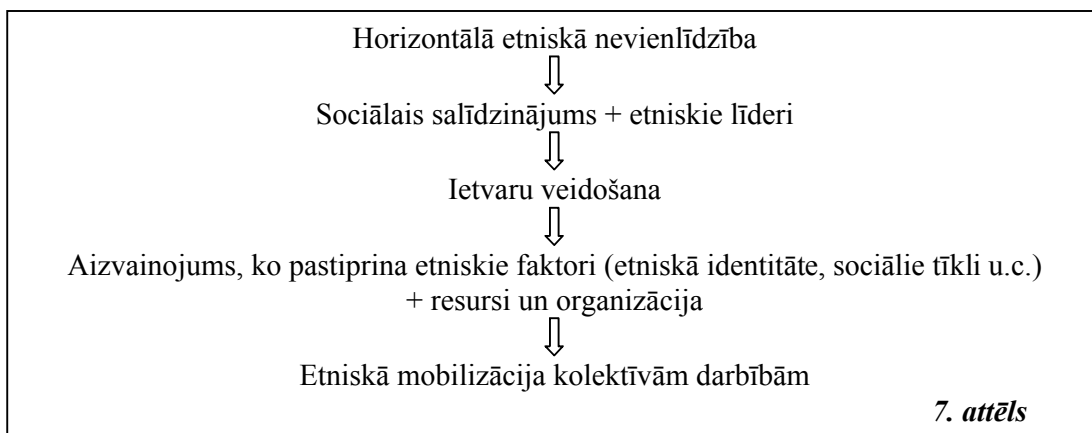 Horizontālā etniskā nevienlīdzība
Sociālais salīdzinājums + etniskie līderi
Ietvaru veidošana
Aizvainojums, ko pastiprina etniskie faktori (etniskā identitāte, sociālie tīkli u.c.)
+ resursi un organizācija
Etniskā mobilizācija kolektīvām darbībām
7. attēls